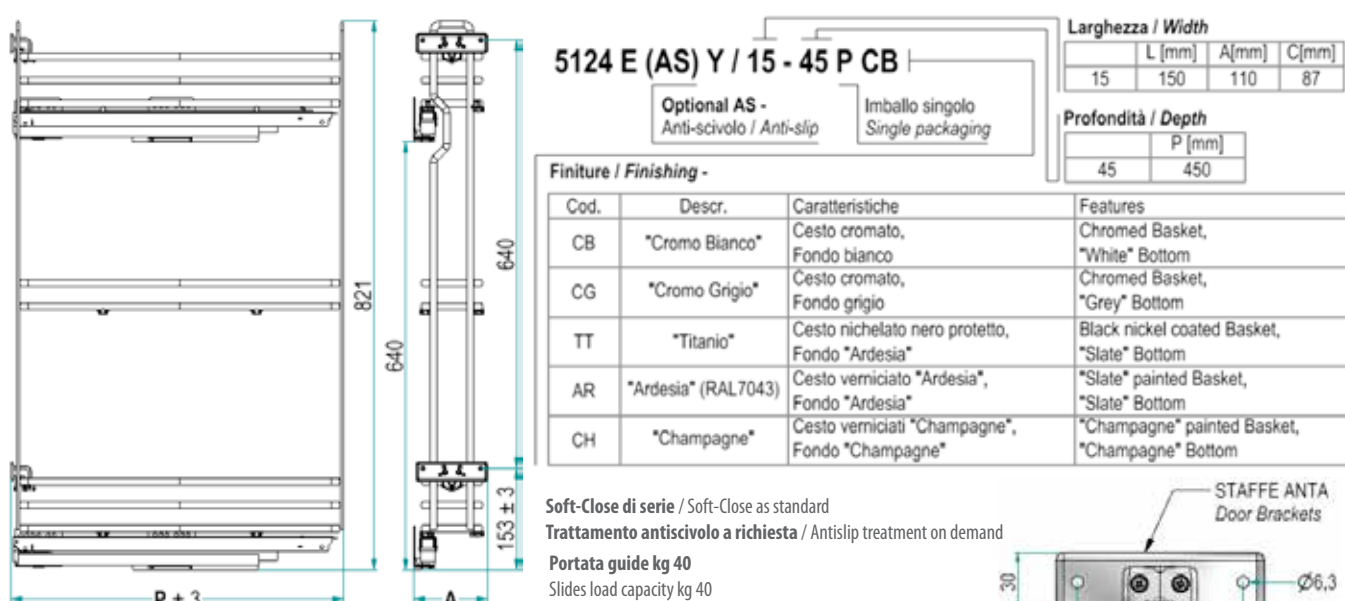 5124 E (AS) Y / 15 - 45 P CB
Optional AS -
Anti-scivolo / Anti-slip
Imballo singolo
Single packaging
Larghezza / Width
L [mm] A[mm] C[mm]
15 150 110 87
Profondità / Depth
P [mm]
45 450
Finiture / Finishing -
Cod. Descr. Caratteristiche Features
CB "Cromo Bianco" Cesto cromato, Chromed Basket,
Fondo bianco "White" Bottom
CG "Cromo Grigio" Cesto cromato, Chromed Basket,
Fondo grigio "Grey" Bottom
TT "Titanio" Cesto nichelato nero protetto, Black nickel coated Basket,
Fondo "Ardesia" "Slate" Bottom
AR "Ardesia" (RAL7043) Cesto verniciato "Ardesia", "Slate" painted Basket,
Fondo "Ardesia" "Slate" Bottom
CH "Champagne" Cesto verniciati "Champagne", "Champagne" painted Basket,
Fondo "Champagne" "Champagne" Bottom
821
640
640
153 ± 3
P ± 3
A
Soft-Close di serie / Soft-Close as standard
Trattamento antiscivolo a richiesta / Antislip treatment on demand
Portata guide kg 40
Slides load capacity kg 40
STAFFE ANTA
Door Brackets
30
Ø6,3